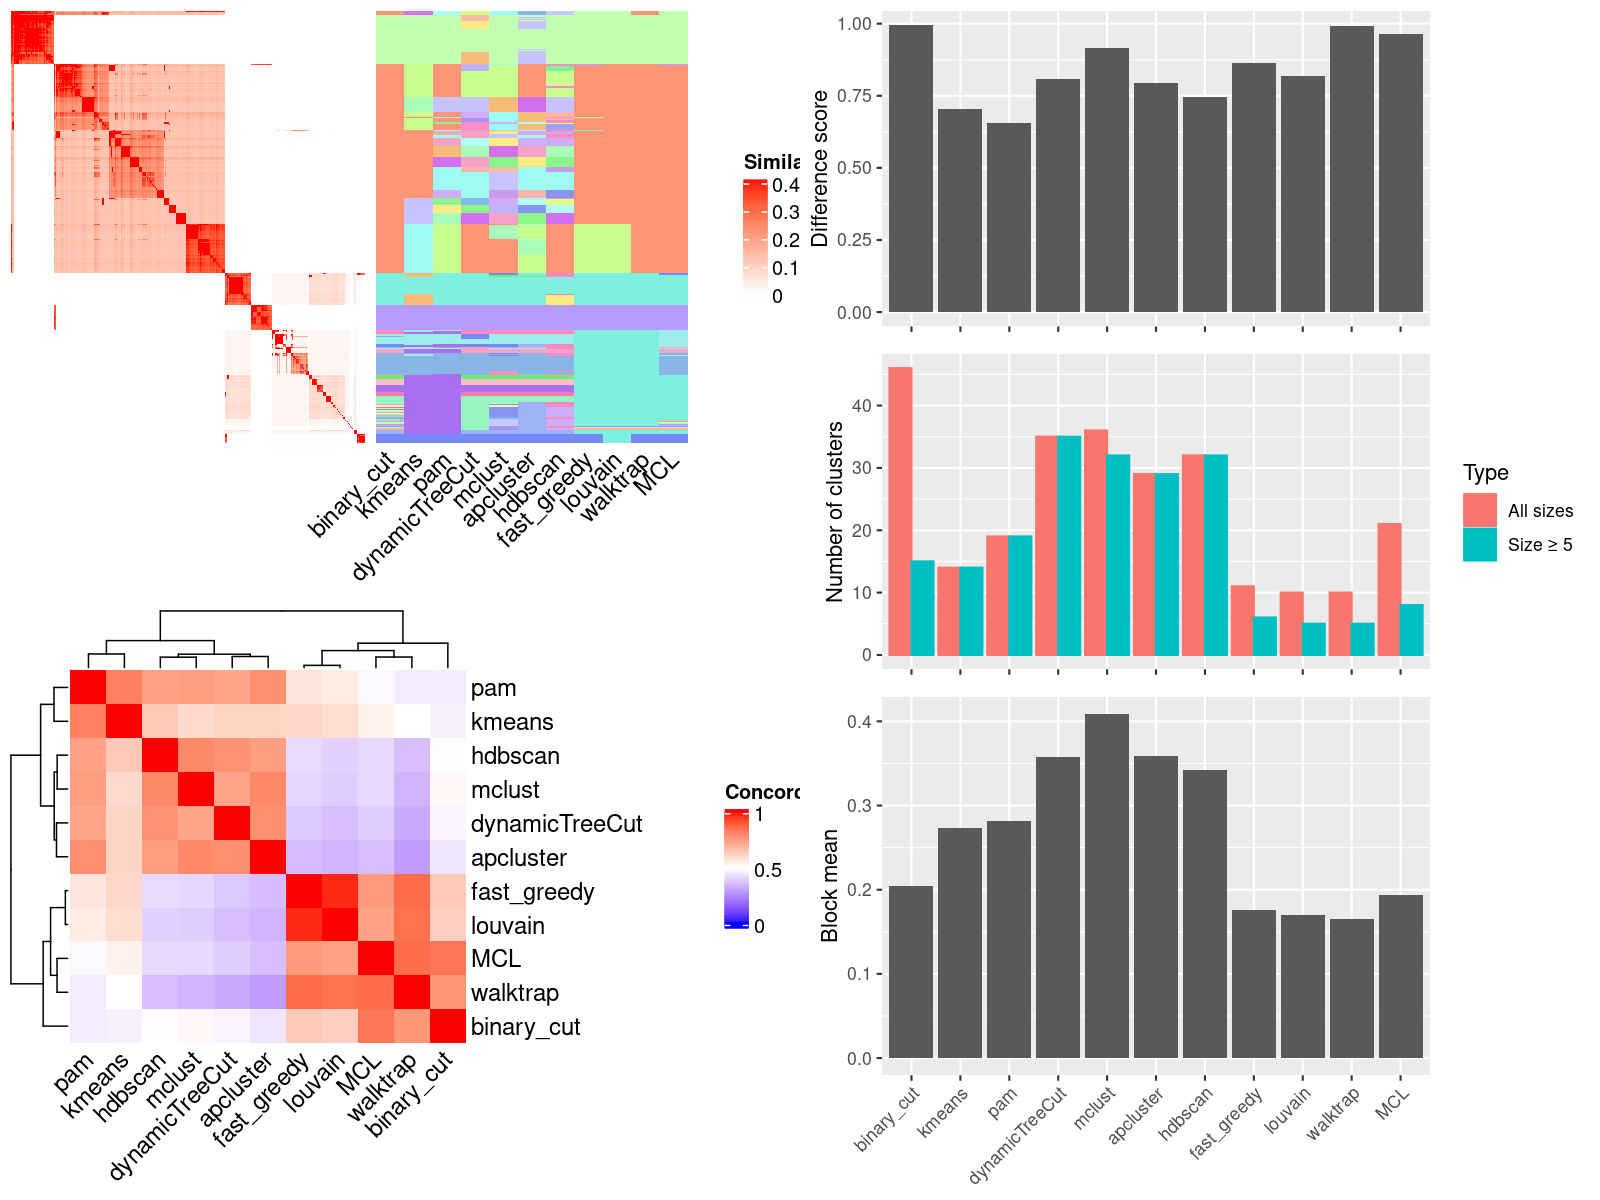 Simila
0.4
0.3
0.2
0.1
0
binary_cut
kmeans
pam
dynamicTreeCut
mclust
apcluster
hdbscan
fast_greedy
louvain
walktrap
MCL
Difference score
1.00
0.75
0.50
0.25
0.00
Number of clusters
40
30
20
10
0
Type
All sizes
Size ≥ 5
pam
kmeans
hdbscan
mclust
dynamicTreeCut
apcluster
fast_greedy
louvain
MCL
walktrap
binary_cut
pam
kmeans
hdbscan
mclust
dynamicTreeCut
apcluster
fast_greedy
louvain
MCL
walktrap
binary_cut
Concord
1
0.5
0
Block mean
0.4
0.3
0.2
0.1
0.0
binary_cut
kmeans
pam
dynamicTreeCut
mclust
apcluster
hdbscan
fast_greedy
louvain
walktrap
MCL